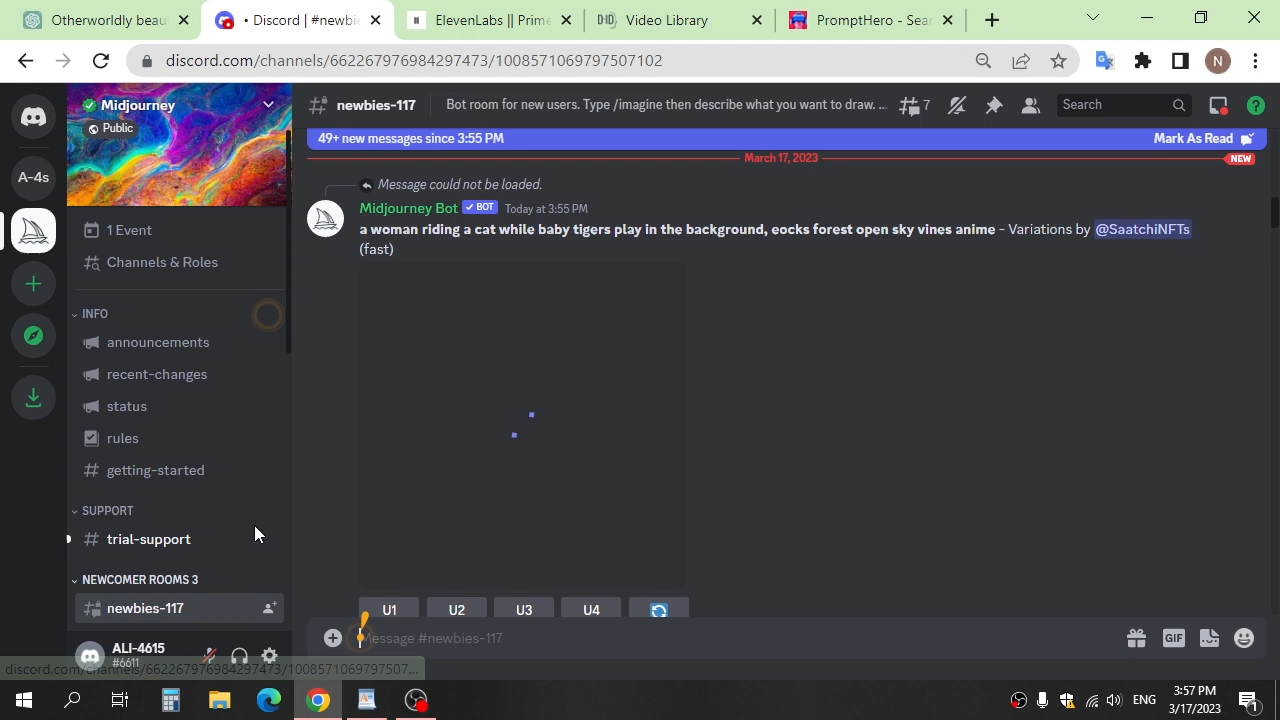 Otherworldly beau
• Discord | #newbie
ElevenLabs || Prime
Video Library
PromptHero - Sea
discord.com/channels/662267976984297473/1008571069797507102
N
Midjourney
Public
newbies-117
Bot room for new users. Type /imagine then describe what you want to draw. ...
7
Search
49+ new messages since 3:55 PM
Mark As Read
March 17, 2023
NEW
A-4s
1 Event
Channels & Roles
INFO
announcements
recent-changes
status
rules
getting-started
SUPPORT
trial-support
NEWCOMER ROOMS 3
newbies-117
ALI-4615
#6611
Message could not be loaded.
Midjourney Bot ✓ BOT Today at 3:55 PM
a woman riding a cat while baby tigers play in the background, eocks forest open sky vines anime - Variations by @SaatchiNFTs
(fast)
U1 U2 U3 U4
Message #newbies-117
GIF
discord.com/channels/662267976984297473/1008571069797507...
ENG
3:57 PM
3/17/2023
1